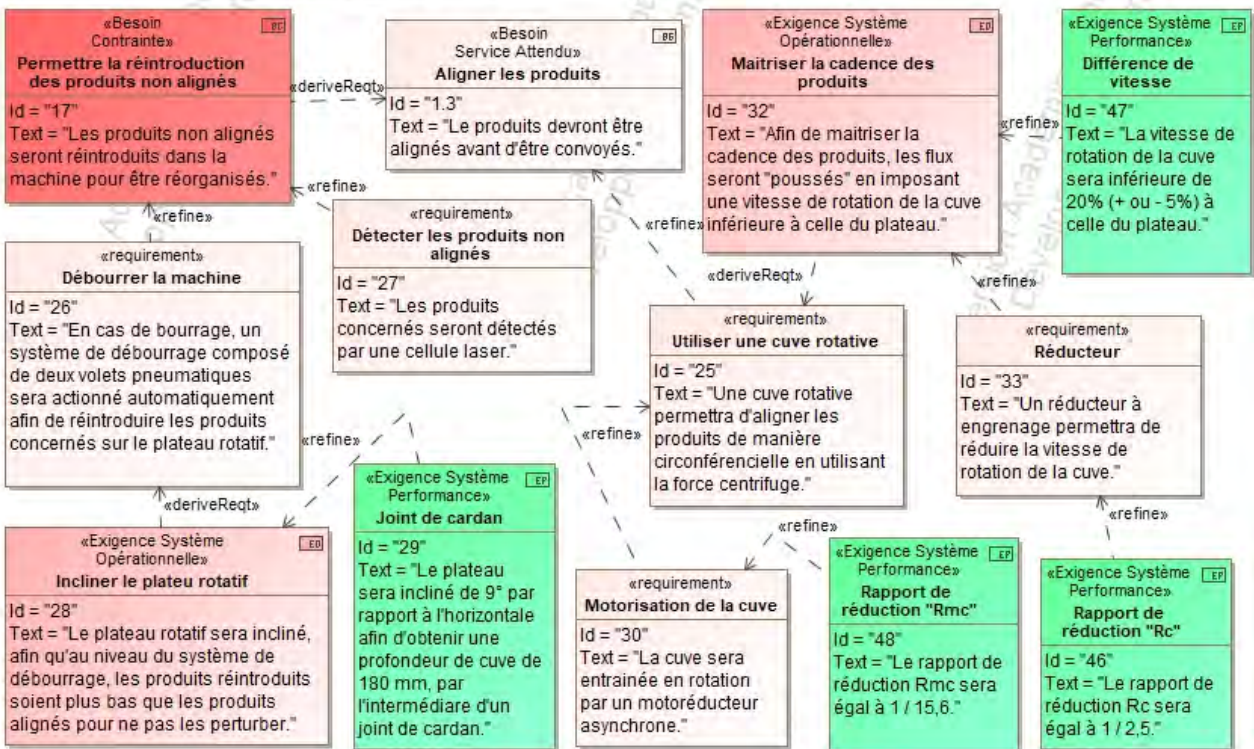 «Besoin
Contrainte»
BE
Permettre la réintroduction
des produits non alignés
Id = "17"
Text = "Les produits non alignés
seront réintroduits dans la
machine pour être réorganisés."
«deriveReqt»
«Besoin
Service Attendu»
BE
Aligner les produits
Id = "1.3"
Text = "Le produits devront être
alignés avant d'être convoyés."
«Exigence Système
Opérationnelle»
EO
Maitriser la cadence des
produits
Id = "32"
Text = "Afin de maitriser la
cadence des produits, les flux
seront "poussés" en imposant
une vitesse de rotation de la cuve
inférieure à celle du plateau."
«refine»
«Exigence Système
Performance»
EP
Différence de
vitesse
Id = "47"
Text = "La vitesse de
rotation de la cuve
sera inférieure de
20% (+ ou - 5%) à
celle du plateau."
«refine»
«refine»
«requirement»
Détecter les produits non
alignés
Id = "27"
Text = "Les produits
concernés seront détectés
par une cellule laser."
«refine»
«deriveReqt»
«refine»
«requirement»
Débourrer la machine
Id = "26"
Text = "En cas de bourrage, un
système de débourrage composé
de deux volets pneumatiques
sera actionné automatiquement
afin de réintroduire les produits
concernés sur le plateau rotatif."
«requirement»
Utiliser une cuve rotative
Id = "25"
Text = "Une cuve rotative
permettra d'aligner les
produits de manière
circonférencielle en utilisant
la force centrifuge."
«requirement»
Réducteur
Id = "33"
Text = "Un réducteur à
engrenage permettra de
réduire la vitesse de
rotation de la cuve."
«refine»
«refine»
«deriveReqt»
«refine»
«refine»
«Exigence Système
Opérationnelle»
EO
Incliner le plateu rotatif
Id = "28"
Text = "Le plateau rotatif sera incliné,
afin qu'au niveau du système de
débourrage, les produits réintroduits
soient plus bas que les produits
alignés pour ne pas les perturber."
«Exigence Système
Performance»
EP
Joint de cardan
Id = "29"
Text = "Le plateau
sera incliné de 9° par
rapport à l'horizontale
afin d'obtenir une
profondeur de cuve de
180 mm, par
l'intermédiare d'un
joint de cardan."
«requirement»
Motorisation de la cuve
Id = "30"
Text = "La cuve sera
entrainée en rotation
par un motoréducteur
asynchrone."
«Exigence Système
Performance»
EP
Rapport de
réduction "Rmc"
Id = "48"
Text = "Le rapport de
réduction Rmc sera
égal à 1 / 15,6."
«Exigence Système
Performance»
EP
Rapport de
réduction "Rc"
Id = "46"
Text = "Le rapport de
réduction Rc sera
égal à 1 / 2,5."